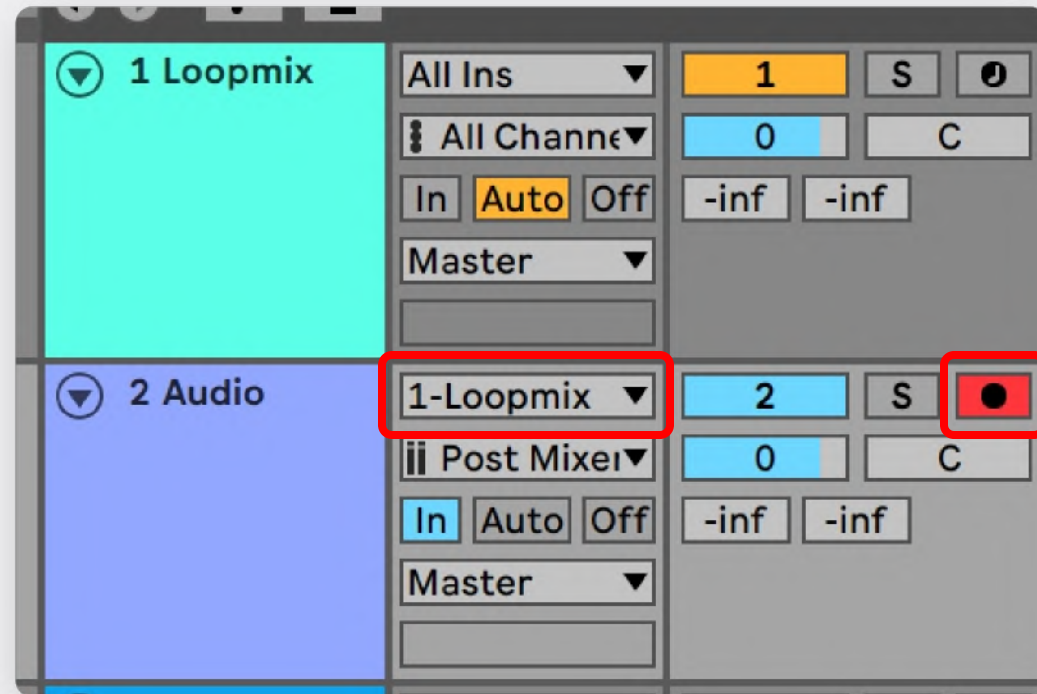 1 Loopmix All Ins 1 S
All Channe 0 C
In Auto Off -inf -inf
Master
2 Audio 1-Loopmix 2 S
Post Mixer 0 C
In Auto Off -inf -inf
Master